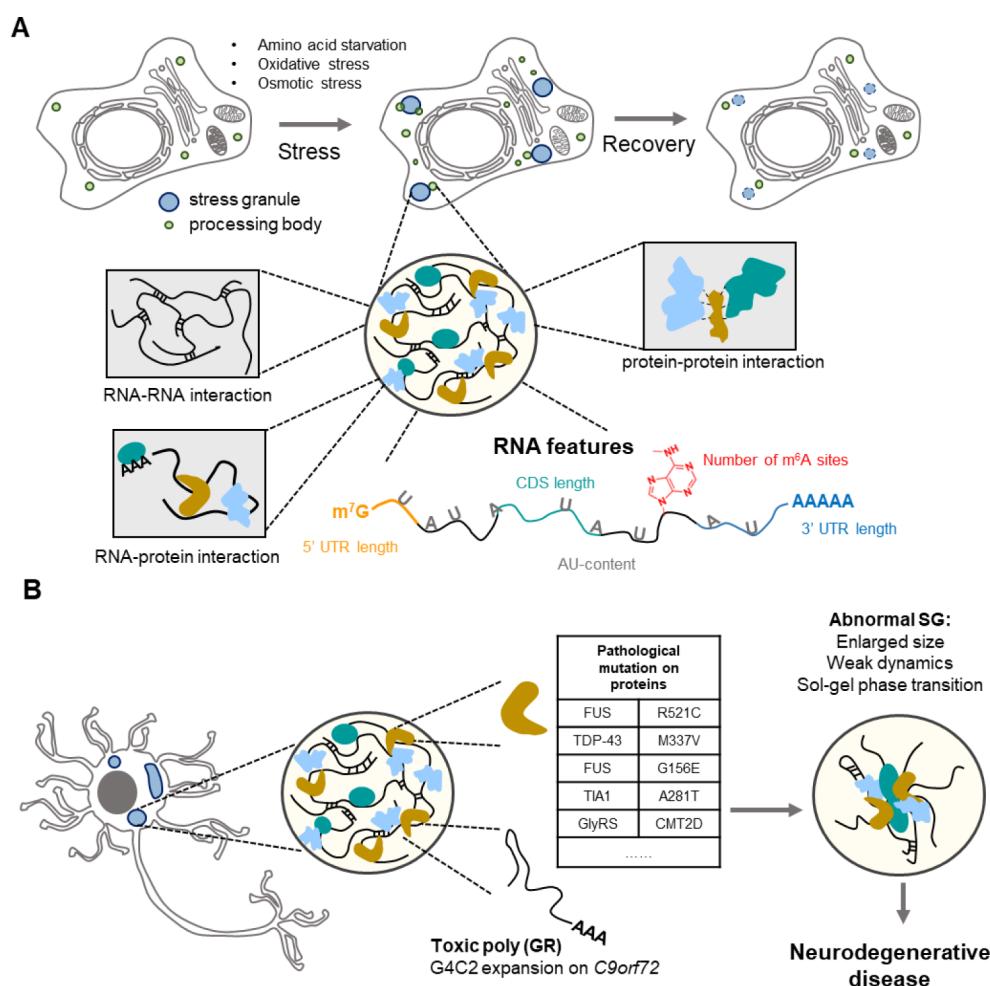 A
• Amino acid starvation
• Oxidative stress
• Osmotic stress
Stress
Recovery
stress granule
processing body
RNA-RNA interaction
protein-protein interaction
AAA
RNA-protein interaction
RNA features
Number of m⁶A sites
NH
N
N
N
N
CDS length
m⁷G
U
A
U
A
U
A
U
A
U
AAAAA
5' UTR length
3' UTR length
AU-content
B
Pathological
mutation on
proteins
FUS R521C
TDP-43 M337V
FUS G156E
TIA1 A281T
GlyRS CMT2D
……
Abnormal SG:
Enlarged size
Weak dynamics
Sol-gel phase transition
AAA
Toxic poly (GR)
G4C2 expansion on C9orf72
Neurodegenerative
disease